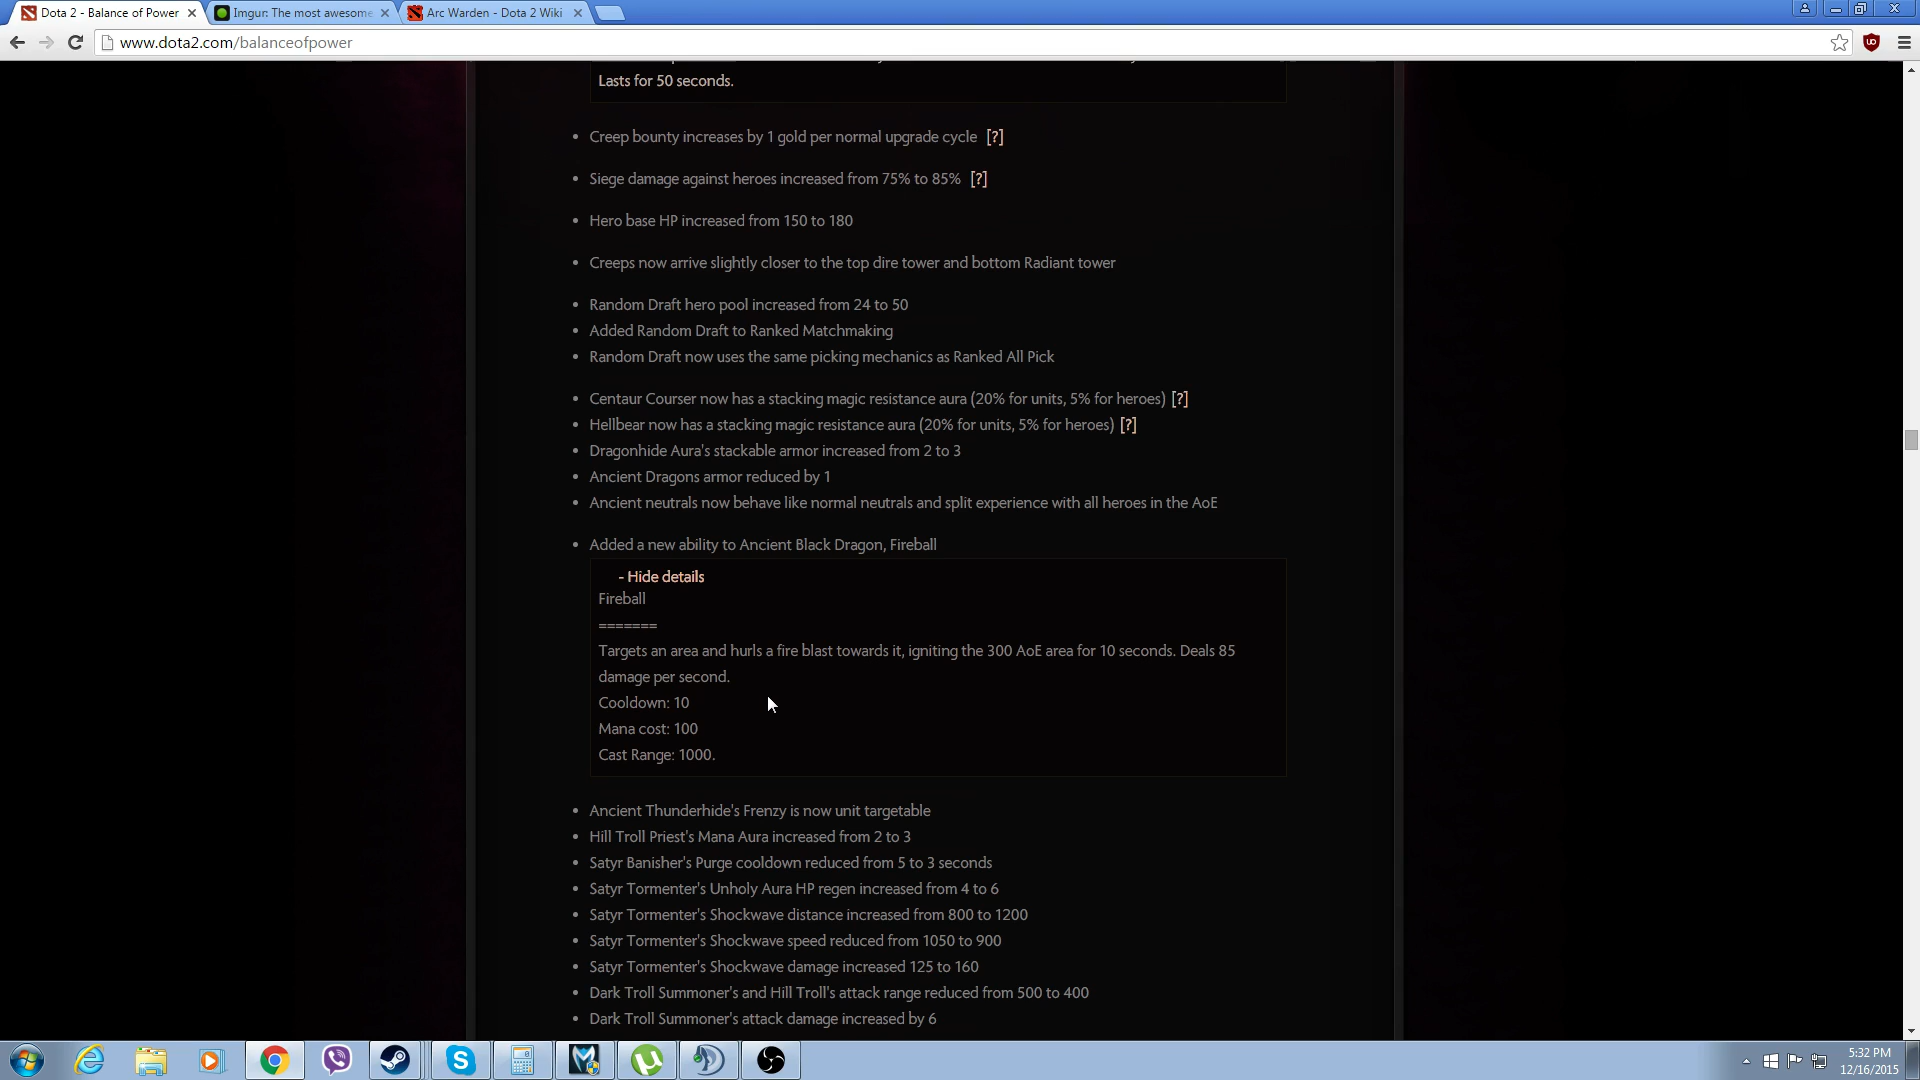 Dota 2 - Balance of Power
Imgur: The most awesome
Arc Warden - Dota 2 Wiki
www.dota2.com/balanceofpower
Lasts for 50 seconds.
• Creep bounty increases by 1 gold per normal upgrade cycle [?]
• Siege damage against heroes increased from 75% to 85% [?]
• Hero base HP increased from 150 to 180
• Creeps now arrive slightly closer to the top dire tower and bottom Radiant tower
• Random Draft hero pool increased from 24 to 50
• Added Random Draft to Ranked Matchmaking
• Random Draft now uses the same picking mechanics as Ranked All Pick
• Centaur Courser now has a stacking magic resistance aura (20% for units, 5% for heroes) [?]
• Hellbear now has a stacking magic resistance aura (20% for units, 5% for heroes) [?]
• Dragonhide Aura's stackable armor increased from 2 to 3
• Ancient Dragons armor reduced by 1
• Ancient neutrals now behave like normal neutrals and split experience with all heroes in the AoE
• Added a new ability to Ancient Black Dragon, Fireball
- Hide details
Fireball
=======
Targets an area and hurls a fire blast towards it, igniting the 300 AoE area for 10 seconds. Deals 85
damage per second.
Cooldown: 10
Mana cost: 100
Cast Range: 1000.
• Ancient Thunderhide's Frenzy is now unit targetable
• Hill Troll Priest's Mana Aura increased from 2 to 3
• Satyr Banisher's Purge cooldown reduced from 5 to 3 seconds
• Satyr Tormenter's Unholy Aura HP regen increased from 4 to 6
• Satyr Tormenter's Shockwave distance increased from 800 to 1200
• Satyr Tormenter's Shockwave speed reduced from 1050 to 900
• Satyr Tormenter's Shockwave damage increased 125 to 160
• Dark Troll Summoner's and Hill Troll's attack range reduced from 500 to 400
• Dark Troll Summoner's attack damage increased by 6
5:32 PM
12/16/2015